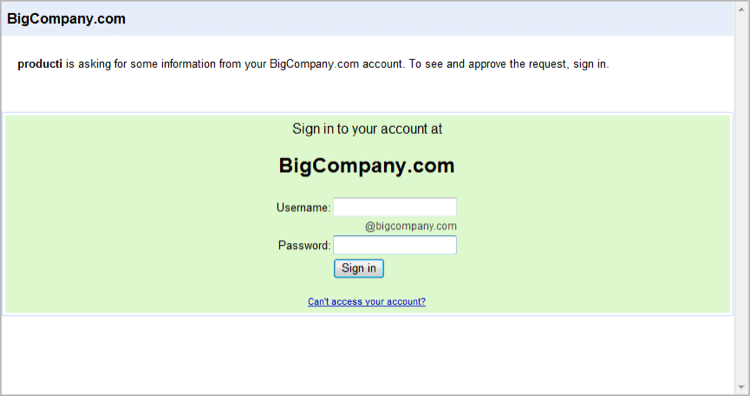 BigCompany.com
producti is asking for some information from your BigCompany.com account. To see and approve the request, sign in.
Sign in to your account at
BigCompany.com
Username:
@bigcompany.com
Password:
Sign in
Can't access your account?